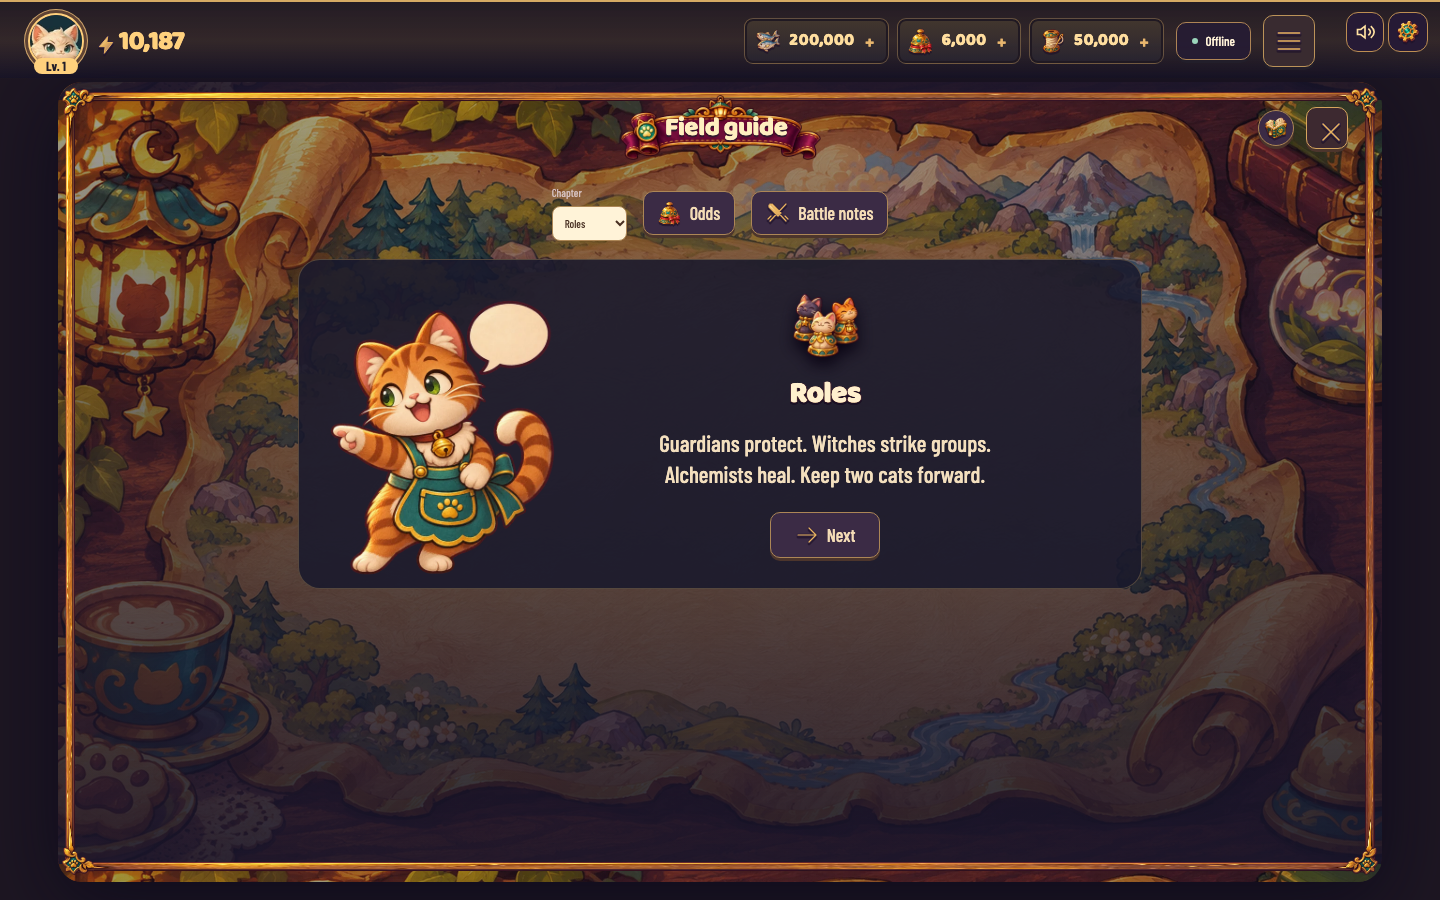 Lv. 1
10,187
200,000 +
6,000 +
50,000 +
Offline
Field guide
Chapter
Roles
Odds
Battle notes
Roles
Guardians protect. Witches strike groups.
Alchemists heal. Keep two cats forward.
Next